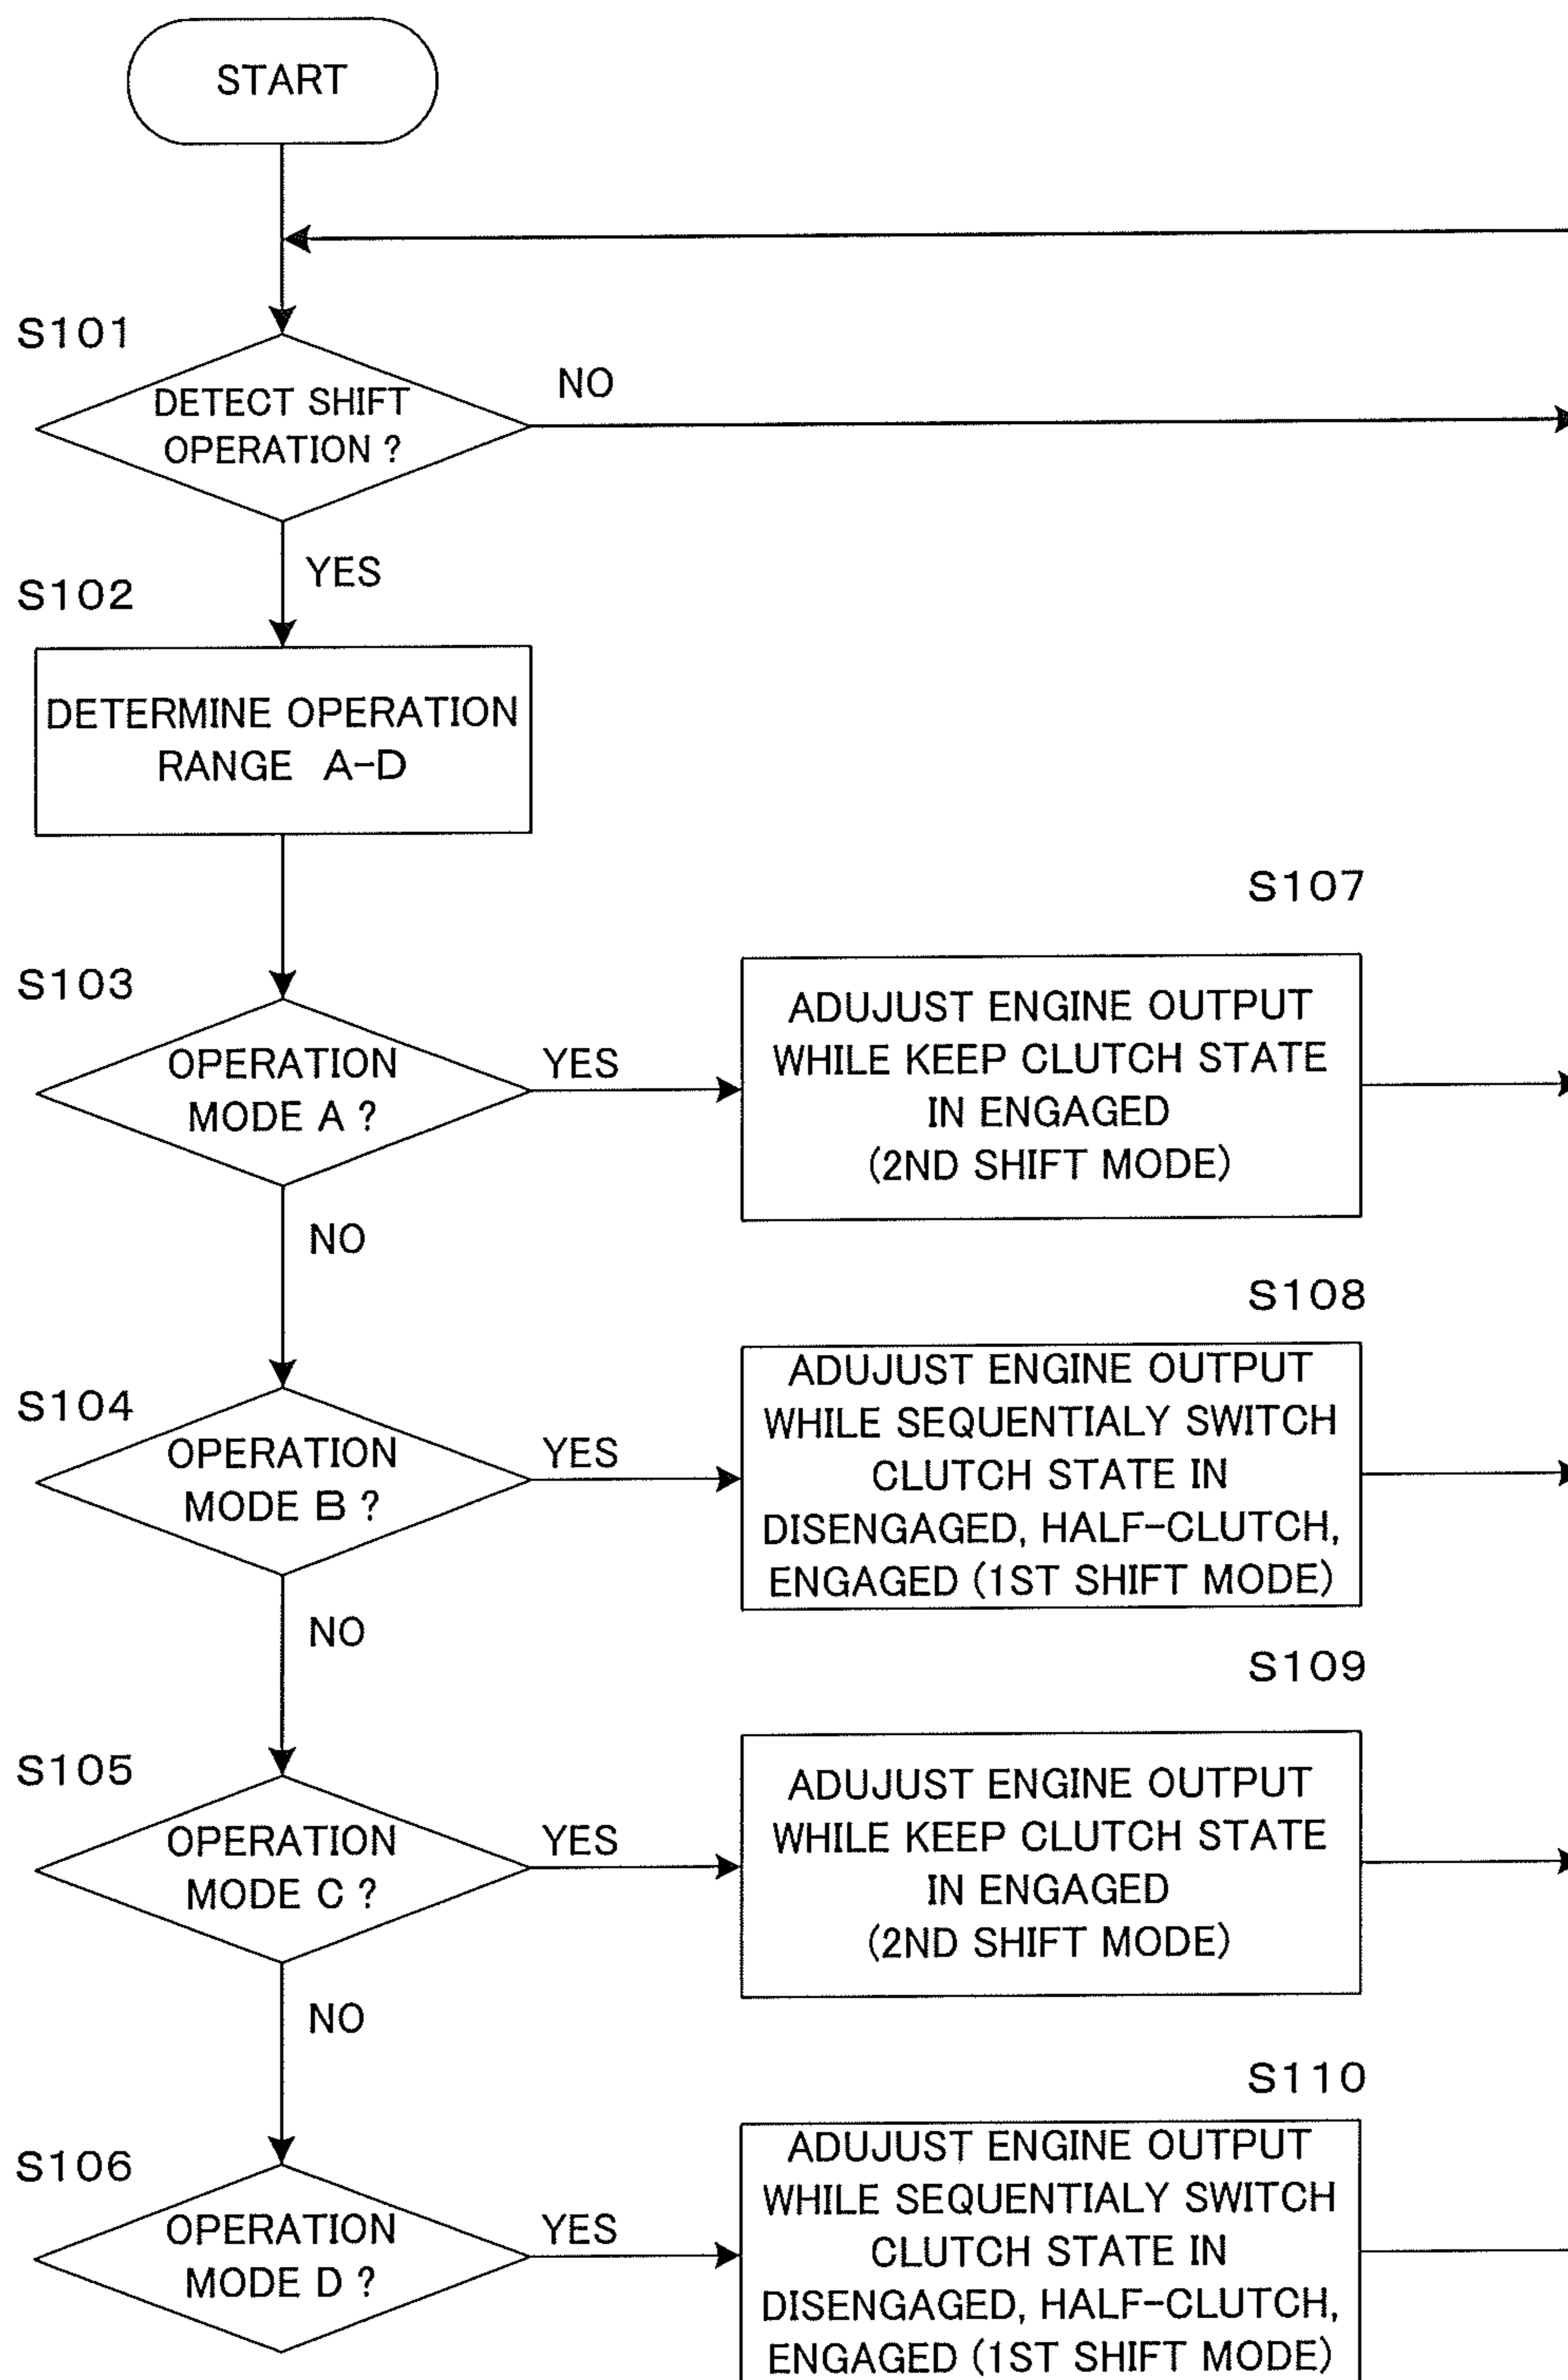 START
S101
DETECT SHIFT
OPERATION ?
NO
YES
S102
DETERMINE OPERATION
RANGE A-D
S103
OPERATION
MODE A ?
YES
NO
S107
ADUJUST ENGINE OUTPUT
WHILE KEEP CLUTCH STATE
IN ENGAGED
(2ND SHIFT MODE)
S104
OPERATION
MODE B ?
YES
NO
S108
ADUJUST ENGINE OUTPUT
WHILE SEQUENTIALY SWITCH
CLUTCH STATE IN
DISENGAGED, HALF-CLUTCH,
ENGAGED (1ST SHIFT MODE)
S105
OPERATION
MODE C ?
YES
NO
S109
ADUJUST ENGINE OUTPUT
WHILE KEEP CLUTCH STATE
IN ENGAGED
(2ND SHIFT MODE)
S106
OPERATION
MODE D ?
YES
S110
ADUJUST ENGINE OUTPUT
WHILE SEQUENTIALY SWITCH
CLUTCH STATE IN
DISENGAGED, HALF-CLUTCH,
ENGAGED (1ST SHIFT MODE)